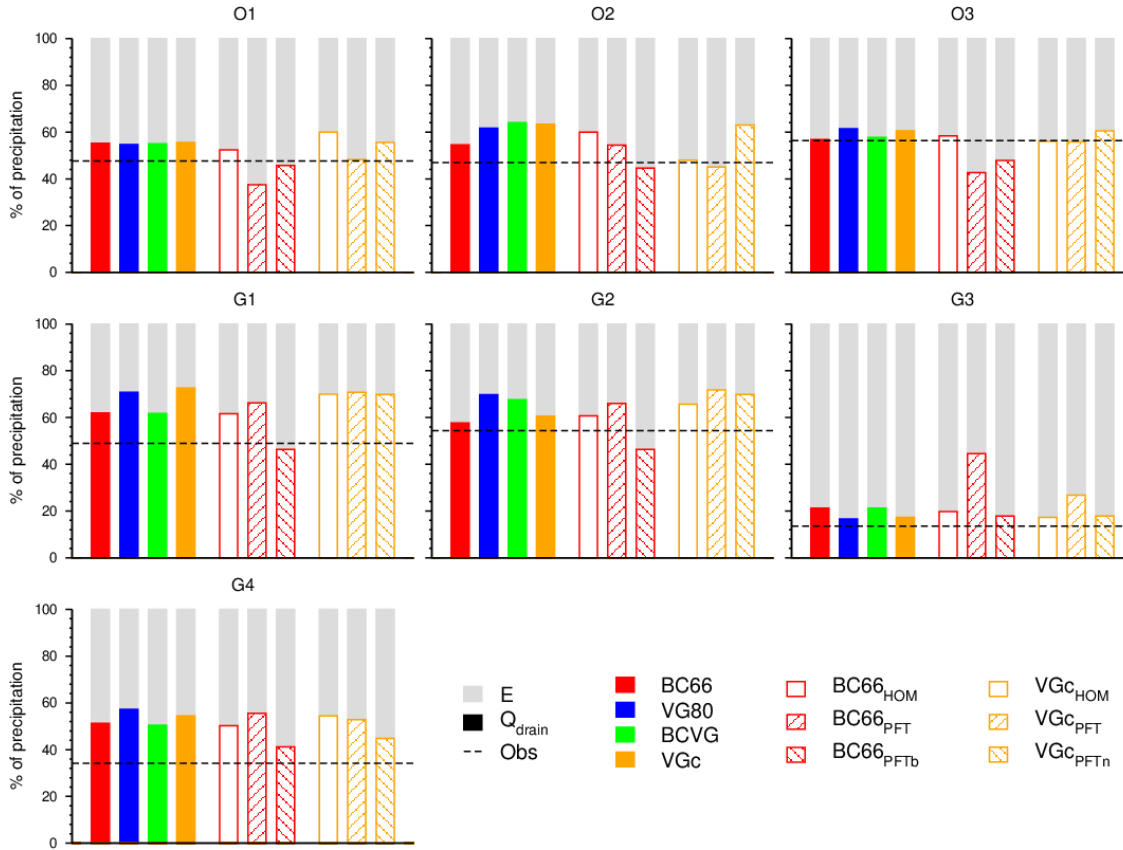 O1
O2
O3
% of precipitation
100
80
60
40
20
0
G1
G2
G3
% of precipitation
100
80
60
40
20
0
G4
% of precipitation
100
80
60
40
20
0
E
Qdrain
Obs
BC66
VG80
BCVG
VGc
BC66HOM
BC66PFT
BC66PFTb
VGcHOM
VGcPFT
VGcPFTn